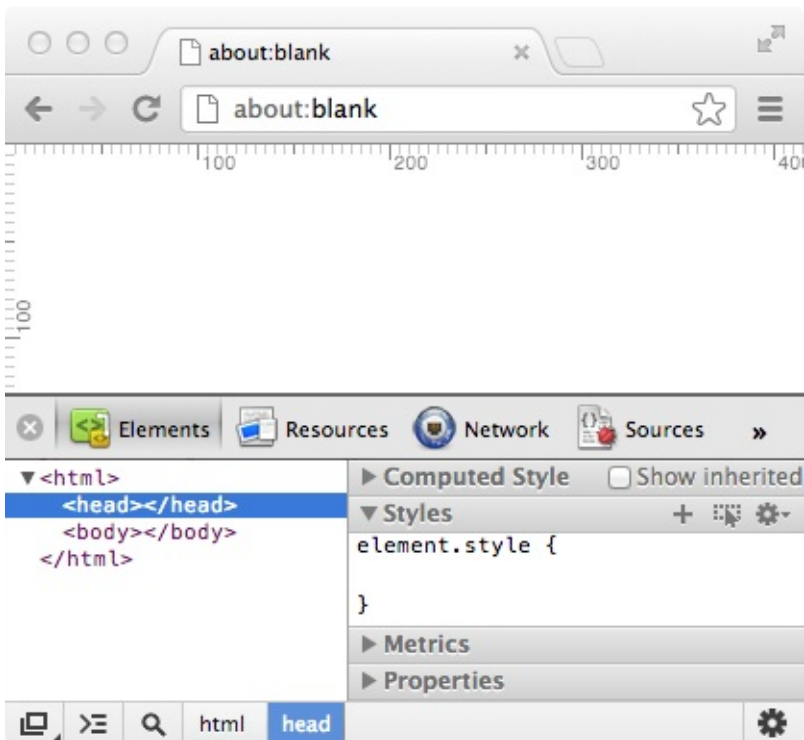 about:blank
about:blank
100 200 300 400
100
Elements Resources Network Sources »
▼<html>
<head></head>
<body></body>
</html>
▶ Computed Style Show inherited
▼ Styles
element.style {
}
▶ Metrics
▶ Properties
html head